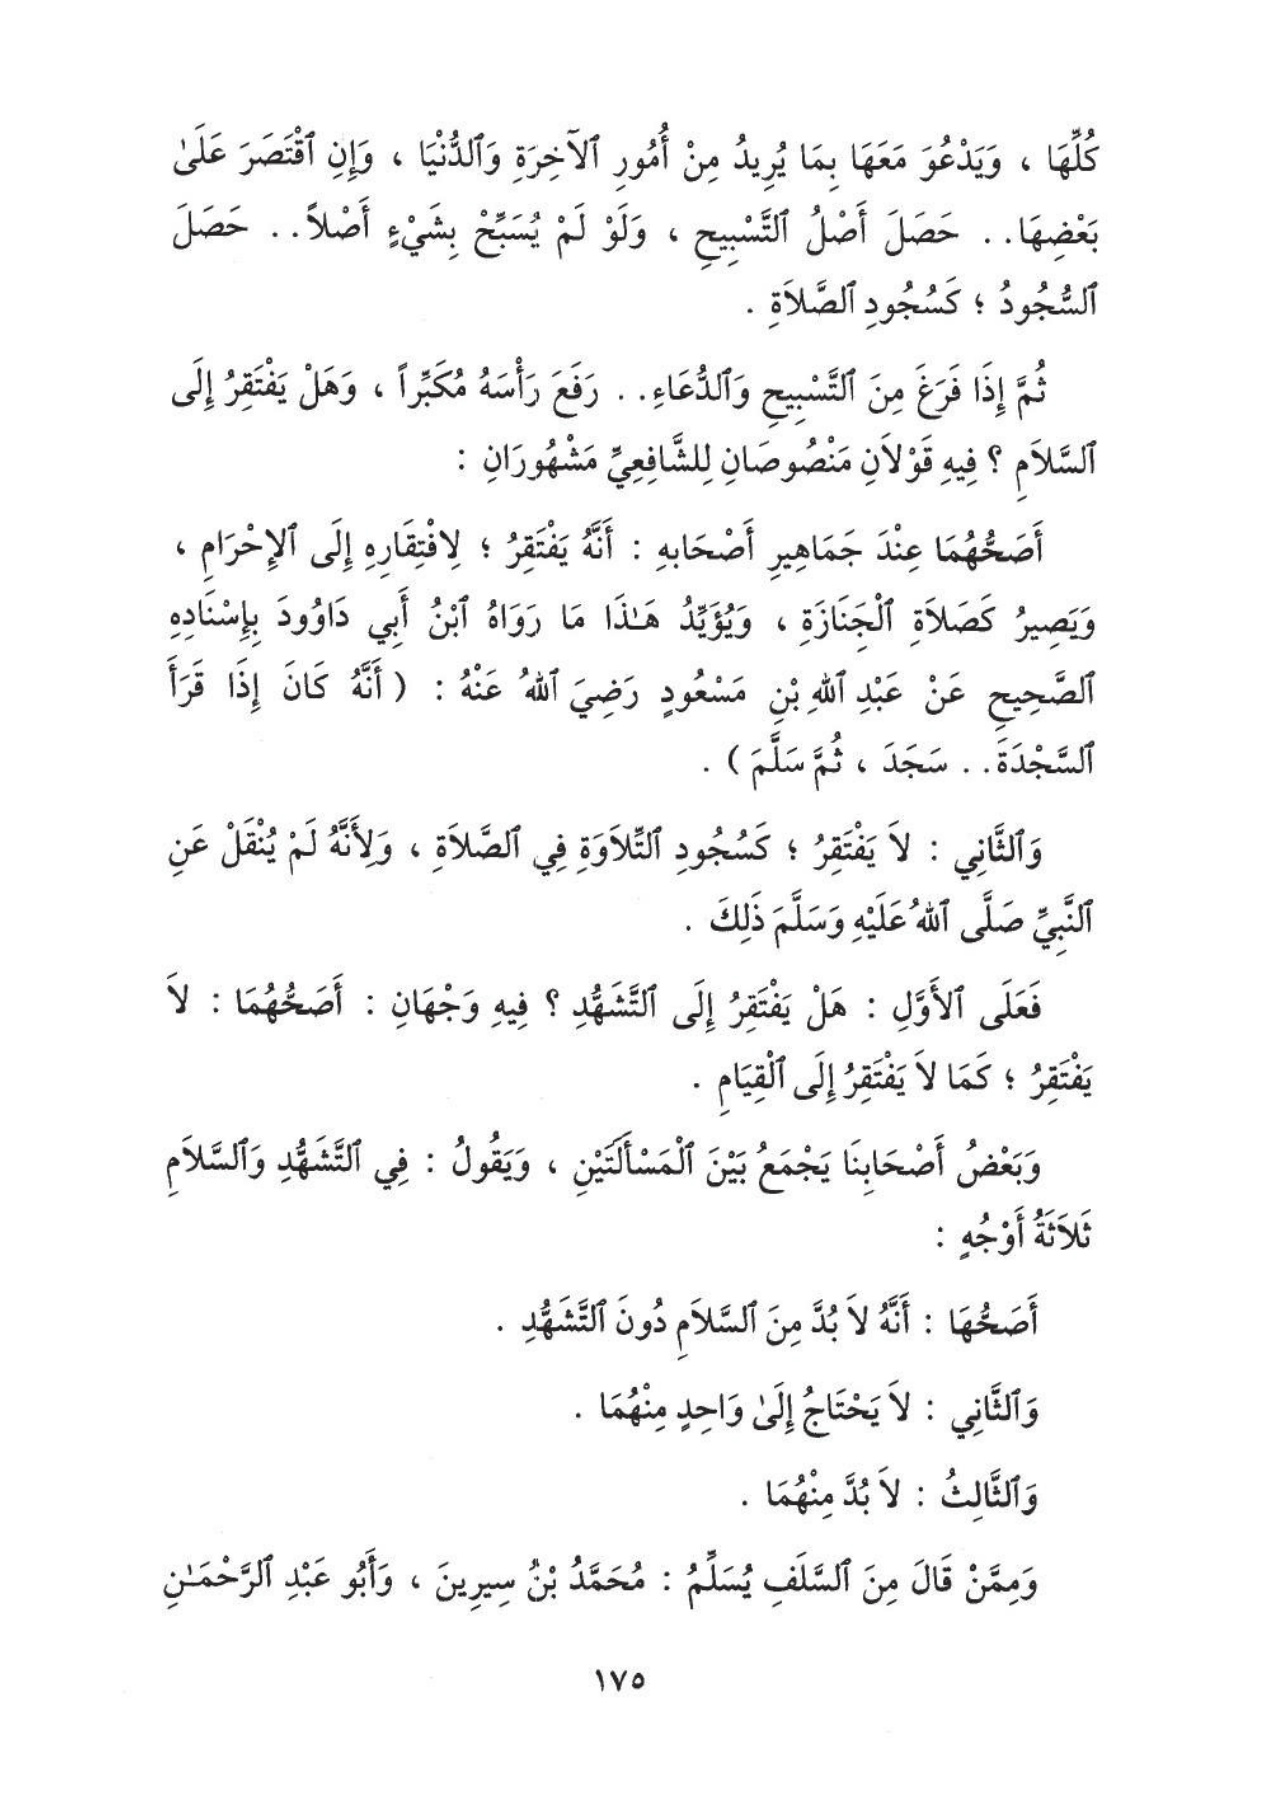 كُلِّهَا ، وَيَدْعُوَ مَعَهَا بِمَا يُرِيدُ مِنْ أُمُورِ ٱلآخِرَةِ وَٱلدُّنْيَا ، وَإِنِ ٱقْتَصَرَ عَلَىٰ
بَعْضِهَا.. حَصَلَ أَصْلُ ٱلتَّسْبِيحِ ، وَلَوْ لَمْ يُسَبِّحْ بِشَيْءٍ أَصْلاً.. حَصَلَ
ٱلسُّجُودُ ؛ كَسُجُودِ ٱلصَّلاَةِ .
ثُمَّ إِذَا فَرَغَ مِنَ ٱلتَّسْبِيحِ وَٱلدُّعَاءِ.. رَفَعَ رَأْسَهُ مُكَبِّراً ، وَهَلْ يَفْتَقِرُ إِلَى
ٱلسَّلاَمِ ؟ فِيهِ قَوْلاَنِ مَنْصُوصَانِ لِلشَّافِعِيِّ مَشْهُورَانِ :
أَصَحُّهُمَا عِنْدَ جَمَاهِيرِ أَصْحَابِهِ : أَنَّهُ يَفْتَقِرُ ؛ لِافْتِقَارِهِ إِلَى ٱلإِحْرَامِ ،
وَيَصِيرُ كَصَلاَةِ ٱلْجَنَازَةِ ، وَيُؤَيِّدُ هَـٰذَا مَا رَوَاهُ ٱبْنُ أَبِي دَاوُودَ بِإِسْنَادِهِ
ٱلصَّحِيحِ عَنْ عَبْدِ ٱللهِ بْنِ مَسْعُودٍ رَضِيَ ٱللهُ عَنْهُ : ( أَنَّهُ كَانَ إِذَا قَرَأَ
ٱلسَّجْدَةَ.. سَجَدَ ، ثُمَّ سَلَّمَ ) .
وَٱلثَّانِي : لاَ يَفْتَقِرُ ؛ كَسُجُودِ ٱلتِّلاَوَةِ فِي ٱلصَّلاَةِ ، وَلِأَنَّهُ لَمْ يُنْقَلْ عَنِ
ٱلنَّبِيِّ صَلَّى ٱللهُ عَلَيْهِ وَسَلَّمَ ذَلِكَ .
فَعَلَى ٱلأَوَّلِ : هَلْ يَفْتَقِرُ إِلَى ٱلتَّشَهُّدِ ؟ فِيهِ وَجْهَانِ : أَصَحُّهُمَا : لاَ
يَفْتَقِرُ ؛ كَمَا لاَ يَفْتَقِرُ إِلَى ٱلْقِيَامِ .
وَبَعْضُ أَصْحَابِنَا يَجْمَعُ بَيْنَ ٱلْمَسْأَلَتَيْنِ ، وَيَقُولُ : فِي ٱلتَّشَهُّدِ وَٱلسَّلاَمِ
ثَلاَثَةُ أَوْجُهٍ :
أَصَحُّهَا : أَنَّهُ لاَ بُدَّ مِنَ ٱلسَّلاَمِ دُونَ ٱلتَّشَهُّدِ .
وَٱلثَّانِي : لاَ يَحْتَاجُ إِلَىٰ وَاحِدٍ مِنْهُمَا .
وَٱلثَّالِثُ : لاَ بُدَّ مِنْهُمَا .
وَمِمَّنْ قَالَ مِنَ ٱلسَّلَفِ يُسَلِّمُ : مُحَمَّدُ بْنُ سِيرِينَ ، وَأَبُو عَبْدِ ٱلرَّحْمَـٰنِ
١٧٥